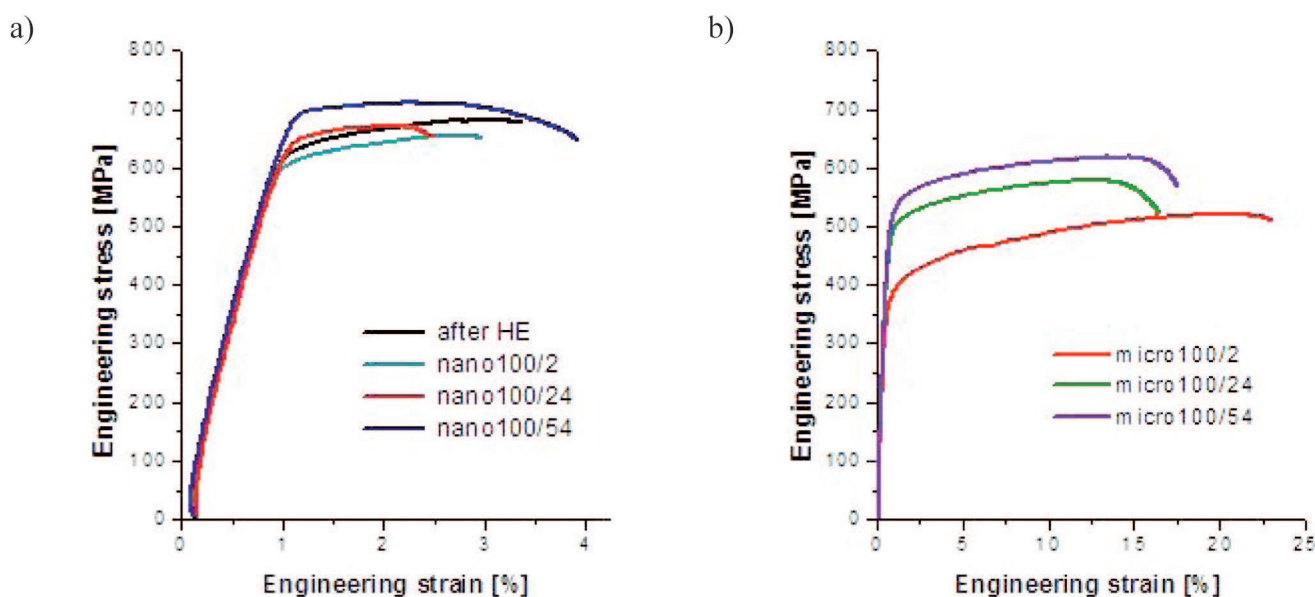 a)
Engineering stress [MPa]
800
700
600
500
400
300
200
100
0
after HE
nano100/2
nano100/24
nano100/54
0 1 2 3 4
Engineering strain [%]
b)
Engineering stress [MPa]
800
700
600
500
400
300
200
100
0
micro100/2
micro100/24
micro100/54
0 5 10 15 20 25
Engineering strain [%]